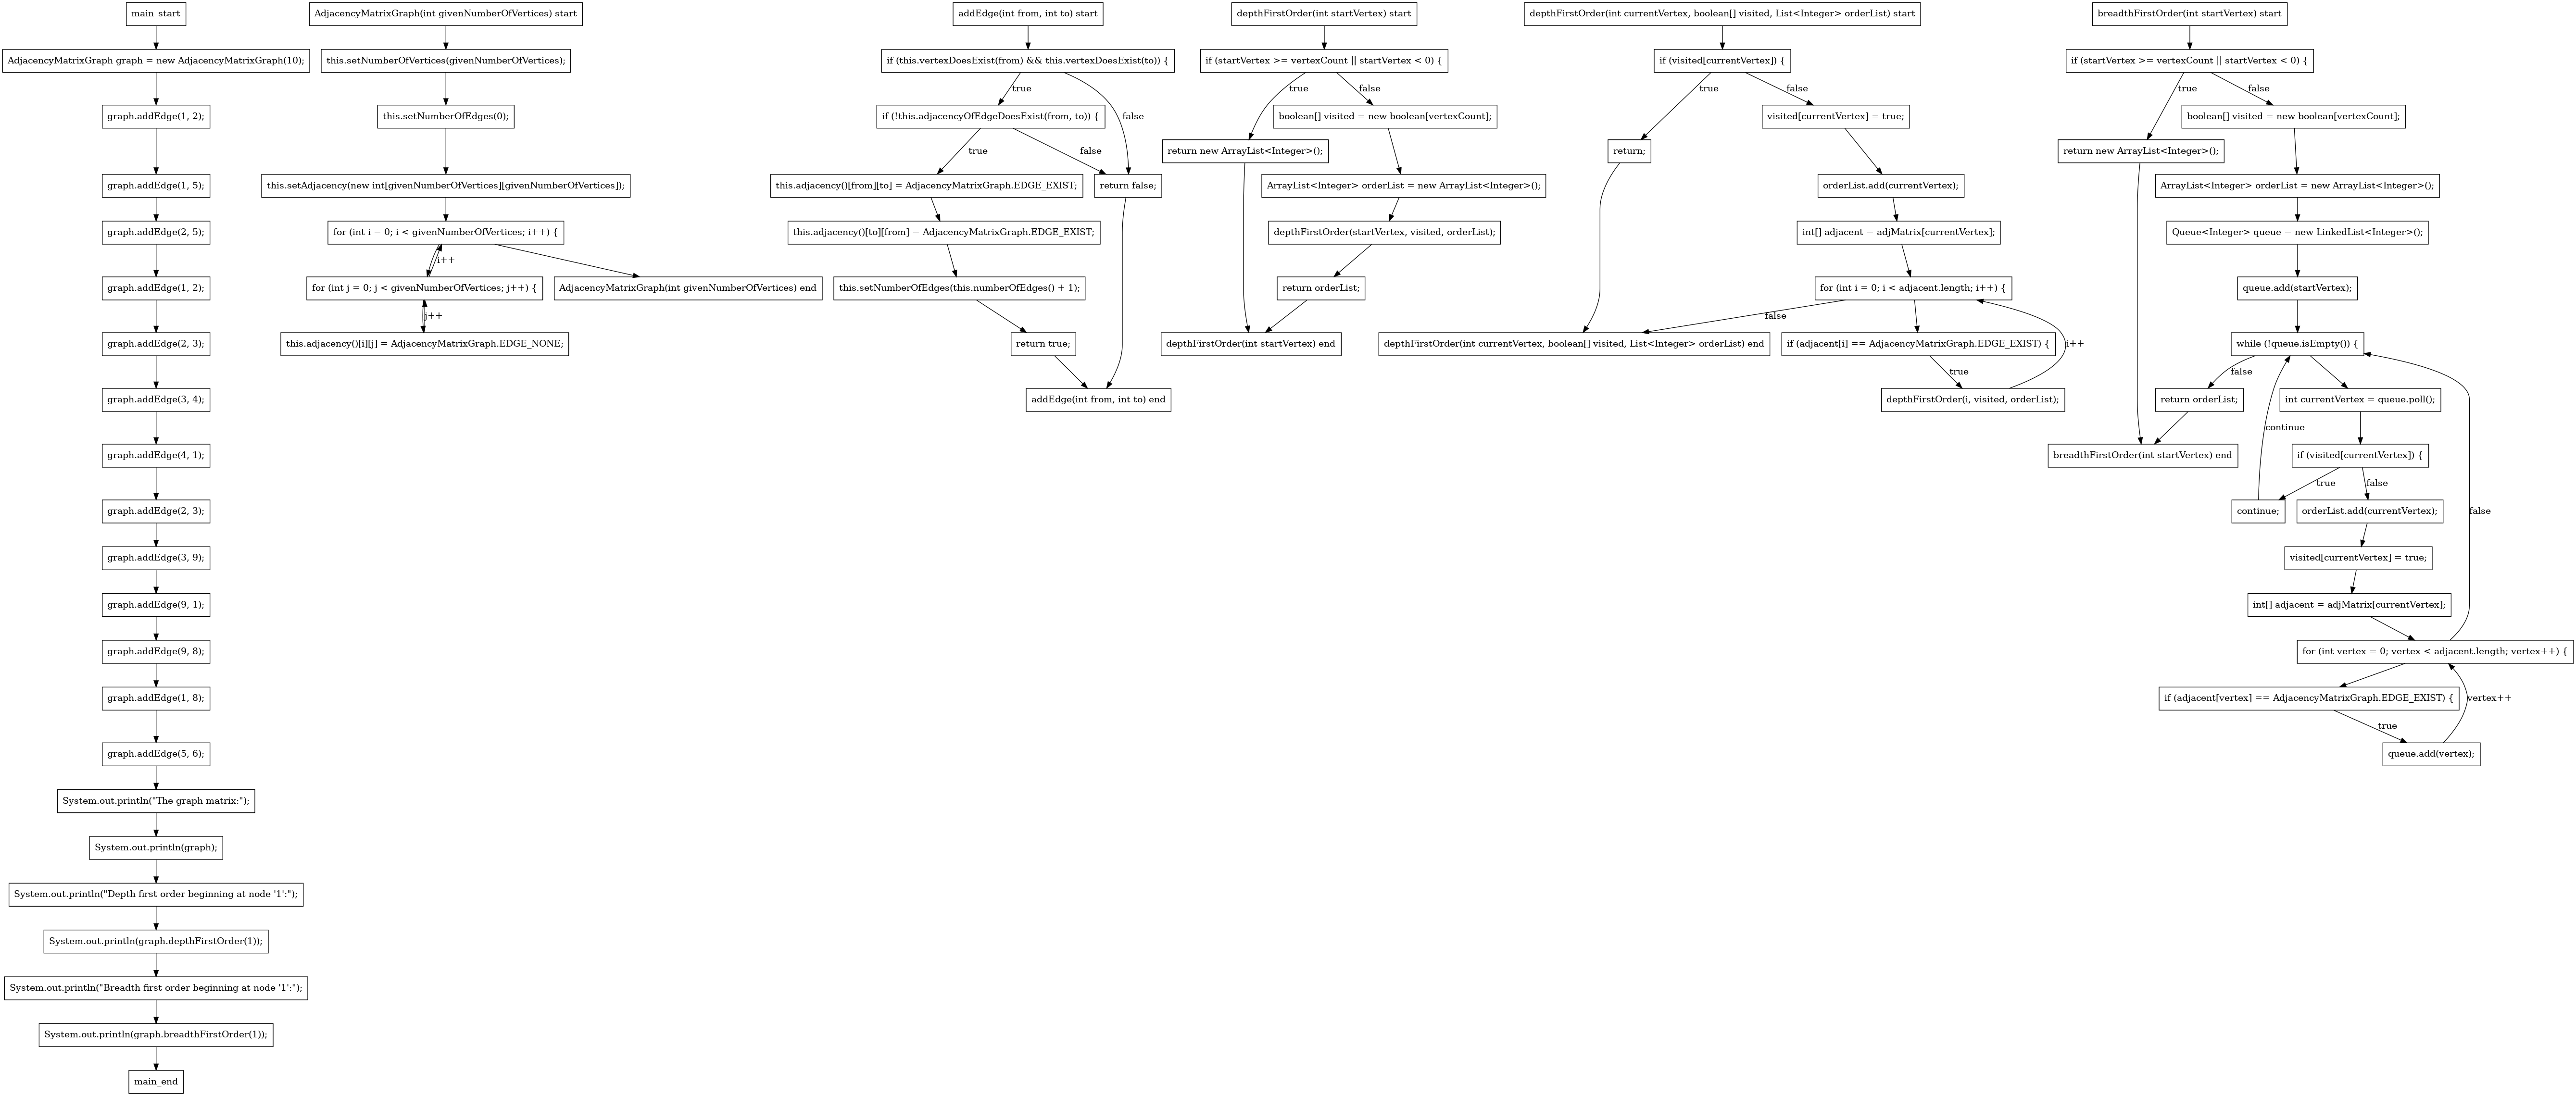 main_start
AdjacencyMatrixGraph graph = new AdjacencyMatrixGraph(10);
graph.addEdge(1, 2);
graph.addEdge(1, 5);
graph.addEdge(2, 5);
graph.addEdge(1, 2);
graph.addEdge(2, 3);
graph.addEdge(3, 4);
graph.addEdge(4, 1);
graph.addEdge(2, 3);
graph.addEdge(3, 9);
graph.addEdge(9, 1);
graph.addEdge(9, 8);
graph.addEdge(1, 8);
graph.addEdge(5, 6);
System.out.println("The graph matrix:");
System.out.println(graph);
System.out.println("Depth first order beginning at node '1':");
System.out.println(graph.depthFirstOrder(1));
System.out.println("Breadth first order beginning at node '1':");
System.out.println(graph.breadthFirstOrder(1));
main_end
AdjacencyMatrixGraph(int givenNumberOfVertices) start
this.setNumberOfVertices(givenNumberOfVertices);
this.setNumberOfEdges(0);
this.setAdjacency(new int[givenNumberOfVertices][givenNumberOfVertices]);
for (int i = 0; i < givenNumberOfVertices; i++) {
i++
for (int j = 0; j < givenNumberOfVertices; j++) {
AdjacencyMatrixGraph(int givenNumberOfVertices) end
j++
this.adjacency()[i][j] = AdjacencyMatrixGraph.EDGE_NONE;
addEdge(int from, int to) start
if (this.vertexDoesExist(from) && this.vertexDoesExist(to)) {
true
false
if (!this.adjacencyOfEdgeDoesExist(from, to)) {
true
false
this.adjacency()[from][to] = AdjacencyMatrixGraph.EDGE_EXIST;
return false;
this.adjacency()[to][from] = AdjacencyMatrixGraph.EDGE_EXIST;
this.setNumberOfEdges(this.numberOfEdges() + 1);
return true;
addEdge(int from, int to) end
depthFirstOrder(int startVertex) start
if (startVertex >= vertexCount || startVertex < 0) {
true
false
boolean[] visited = new boolean[vertexCount];
return new ArrayList<Integer>();
ArrayList<Integer> orderList = new ArrayList<Integer>();
depthFirstOrder(startVertex, visited, orderList);
return orderList;
depthFirstOrder(int startVertex) end
depthFirstOrder(int currentVertex, boolean[] visited, List<Integer> orderList) start
if (visited[currentVertex]) {
true
false
visited[currentVertex] = true;
return;
orderList.add(currentVertex);
int[] adjacent = adjMatrix[currentVertex];
for (int i = 0; i < adjacent.length; i++) {
false
depthFirstOrder(int currentVertex, boolean[] visited, List<Integer> orderList) end
if (adjacent[i] == AdjacencyMatrixGraph.EDGE_EXIST) {
i++
true
depthFirstOrder(i, visited, orderList);
breadthFirstOrder(int startVertex) start
if (startVertex >= vertexCount || startVertex < 0) {
true
false
boolean[] visited = new boolean[vertexCount];
return new ArrayList<Integer>();
ArrayList<Integer> orderList = new ArrayList<Integer>();
Queue<Integer> queue = new LinkedList<Integer>();
queue.add(startVertex);
while (!queue.isEmpty()) {
false
return orderList;
int currentVertex = queue.poll();
continue
breadthFirstOrder(int startVertex) end
if (visited[currentVertex]) {
true
false
continue;
orderList.add(currentVertex);
false
visited[currentVertex] = true;
int[] adjacent = adjMatrix[currentVertex];
for (int vertex = 0; vertex < adjacent.length; vertex++) {
if (adjacent[vertex] == AdjacencyMatrixGraph.EDGE_EXIST) {
vertex++
true
queue.add(vertex);